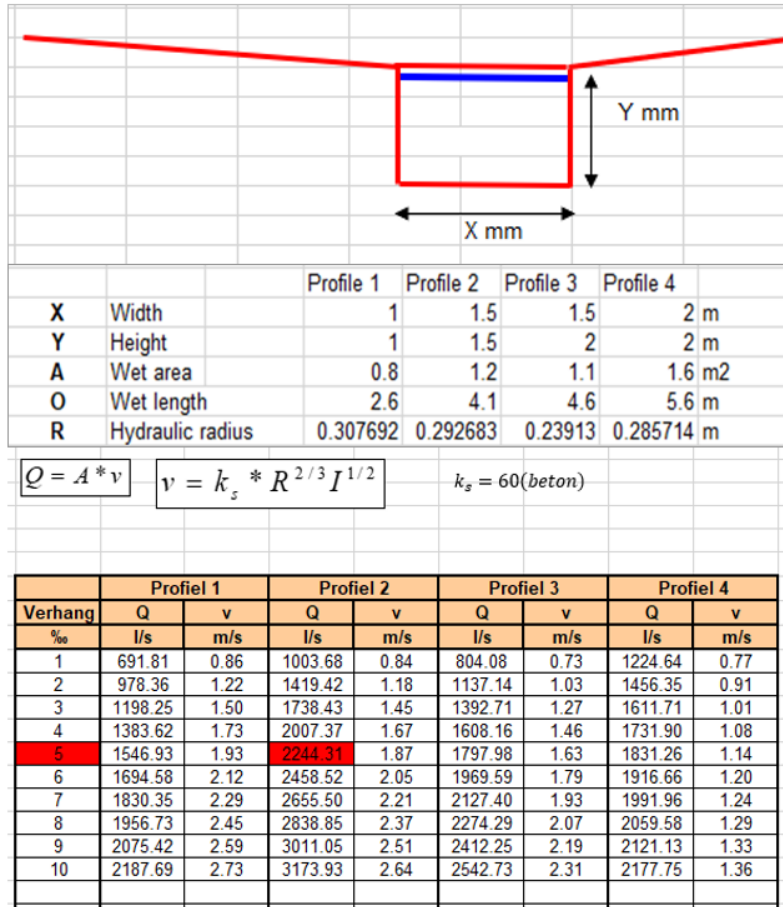 Y mm
X mm
Profile 1 Profile 2 Profile 3 Profile 4
X Width 1 1.5 1.5 2 m
Y Height 1 1.5 2 2 m
A Wet area 0.8 1.2 1.1 1.6 m2
O Wet length 2.6 4.1 4.6 5.6 m
R Hydraulic radius 0.307692 0.292683 0.23913 0.285714 m
Q = A * v v = k_s * R^{2/3} I^{1/2} k_s = 60(beton)
Profiel 1 Profiel 2 Profiel 3 Profiel 4
Verhang Q v Q v Q v Q v
‰ l/s m/s l/s m/s l/s m/s l/s m/s
1 691.81 0.86 1003.68 0.84 804.08 0.73 1224.64 0.77
2 978.36 1.22 1419.42 1.18 1137.14 1.03 1456.35 0.91
3 1198.25 1.50 1738.43 1.45 1392.71 1.27 1611.71 1.01
4 1383.62 1.73 2007.37 1.67 1608.16 1.46 1731.90 1.08
5 1546.93 1.93 2244.31 1.87 1797.98 1.63 1831.26 1.14
6 1694.58 2.12 2458.52 2.05 1969.59 1.79 1916.66 1.20
7 1830.35 2.29 2655.50 2.21 2127.40 1.93 1991.96 1.24
8 1956.73 2.45 2838.85 2.37 2274.29 2.07 2059.58 1.29
9 2075.42 2.59 3011.05 2.51 2412.25 2.19 2121.13 1.33
10 2187.69 2.73 3173.93 2.64 2542.73 2.31 2177.75 1.36